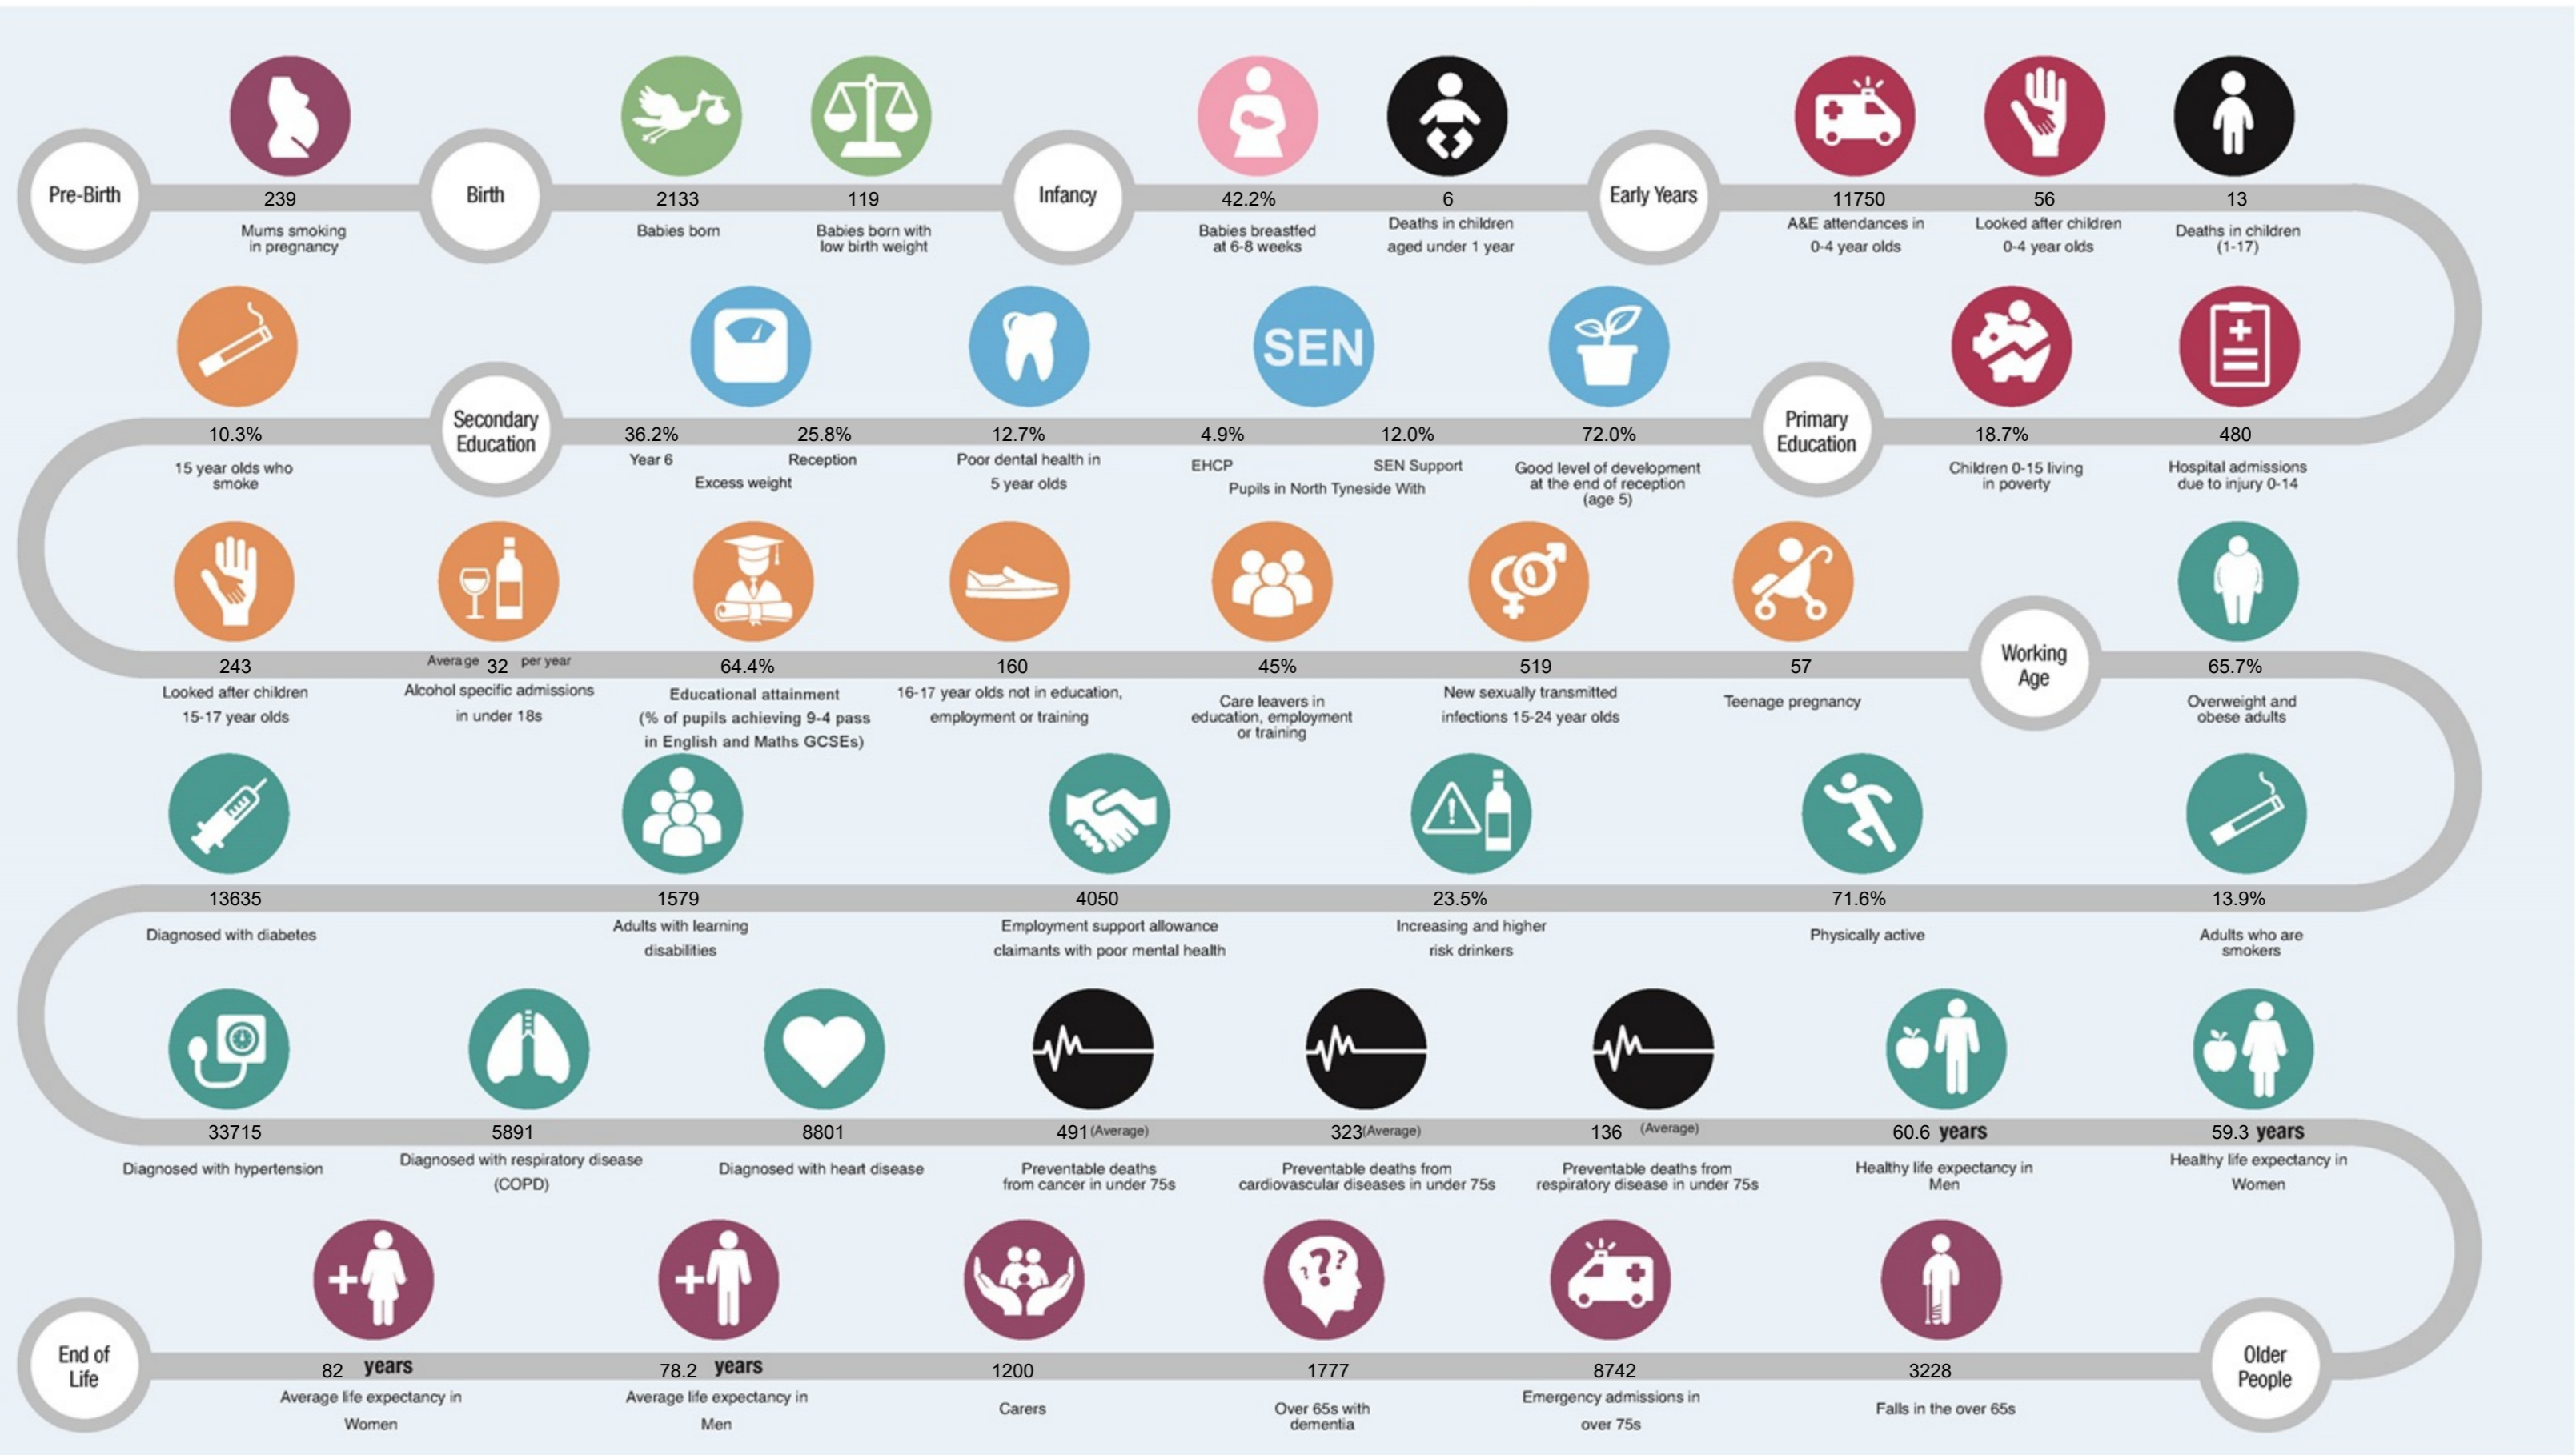 Pre-Birth
239
Mums smoking
in pregnancy
Birth
2133
Babies born
119
Babies born with
low birth weight
Infancy
42.2%
Babies breastfed
at 6-8 weeks
6
Deaths in children
aged under 1 year
Early Years
11750
A&E attendances in
0-4 year olds
56
Looked after children
0-4 year olds
13
Deaths in children
(1-17)
10.3%
15 year olds who
smoke
Secondary
Education
36.2%
Year 6
25.8%
Reception
Excess weight
12.7%
Poor dental health in
5 year olds
SEN
4.9%
EHCP
12.0%
SEN Support
Pupils in North Tyneside With
72.0%
Good level of development
at the end of reception
(age 5)
Primary
Education
18.7%
Children 0-15 living
in poverty
480
Hospital admissions
due to injury 0-14
243
Looked after children
15-17 year olds
Average 32 per year
Alcohol specific admissions
in under 18s
64.4%
Educational attainment
(% of pupils achieving 9-4 pass
in English and Maths GCSEs)
160
16-17 year olds not in education,
employment or training
45%
Care leavers in
education, employment
or training
519
New sexually transmitted
infections 15-24 year olds
57
Teenage pregnancy
Working
Age
65.7%
Overweight and
obese adults
13635
Diagnosed with diabetes
1579
Adults with learning
disabilities
4050
Employment support allowance
claimants with poor mental health
23.5%
Increasing and higher
risk drinkers
71.6%
Physically active
13.9%
Adults who are
smokers
33715
Diagnosed with hypertension
5891
Diagnosed with respiratory disease
(COPD)
8801
Diagnosed with heart disease
491 (Average)
Preventable deaths
from cancer in under 75s
323(Average)
Preventable deaths from
cardiovascular diseases in under 75s
136 (Average)
Preventable deaths from
respiratory disease in under 75s
60.6 years
Healthy life expectancy in
Men
59.3 years
Healthy life expectancy in
Women
End of
Life
82 years
Average life expectancy in
Women
78.2 years
Average life expectancy in
Men
1200
Carers
? ? ? ?
1777
Over 65s with
dementia
8742
Emergency admissions in
over 75s
3228
Falls in the over 65s
Older
People